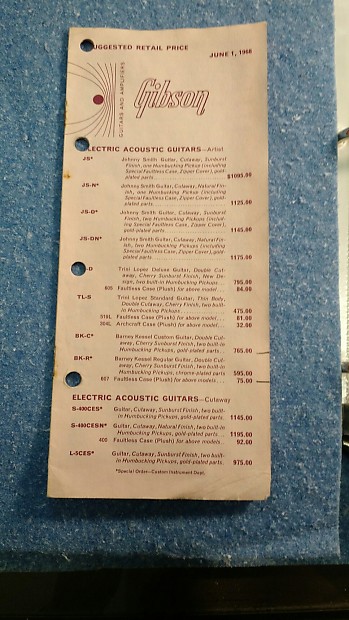 UGGESTED RETAIL PRICE
JUNE 1, 1968
GUITARS AND AMPLIFIERS
Gibson
ELECTRIC ACOUSTIC GUITARS—Artist
JS* Johnny Smith Guitar, Cutaway, Sunburst
Finish, one Humbucking Pickup (including
Special Faultless Case, Zipper Cover), gold-
plated parts $1095.00
JS-N* Johnny Smith Guitar, Cutaway, Natural Fin-
ish, one Humbucking Pickup (including
Special Faultless Case, Zipper Cover), gold-
plated parts 1125.00
JS-D* Johnny Smith Guitar, Cutaway, Sunburst
Finish, two Humbucking Pickups (includ-
ing Special Faultless Case, Zipper Cover),
gold-plated parts 1145.00
JS-DN* Johnny Smith Guitar, Cutaway, Natural Fin-
ish, two Humbucking Pickups (including
Special Faultless Case, Zipper Cover),
gold-plated parts 1175.00
-D Trini Lopez Deluxe Guitar, Double Cut-
away, Cherry Sunburst Finish, New De-
sign, two built-in Humbucking Pickups 795.00
605 Faultless Case (Plush) for above model 84.00
TL-S Trini Lopez Standard Guitar, Thin Body,
Double Cutaway, Cherry Finish, two built-
in Humbucking Pickups 475.00
Faultless Case (Plush) for above model 81.00
Archcraft Case (Plush) for above model 32.00
BK-C* Barney Kessel Custom Guitar, Double Cut-
away, Cherry Sunburst Finish, two built-in
Humbucking Pickups, gold-plated parts 765.00
BK-R* Barney Kessel Regular Guitar, Double Cut-
away, Cherry Sunburst Finish, two built-in
Humbucking Pickups, chrome-plated parts 595.00
607 Faultless Case (Plush) for above models 75.00
ELECTRIC ACOUSTIC GUITARS—Cutaway
S-400CES* Guitar, Cutaway, Sunburst Finish, two built-
in Humbucking Pickups, gold-plated parts 1145.00
S-400CESN* Guitar, Cutaway, Natural Finish, two built-
in Humbucking Pickups, gold-plated parts 1195.00
400 Faultless Case (Plush) for above models 92.00
L-5CES* Guitar, Cutaway, Sunburst Finish, two built-
in Humbucking Pickups, gold-plated parts 975.00
*Special Order—Custom Instrument Dept.